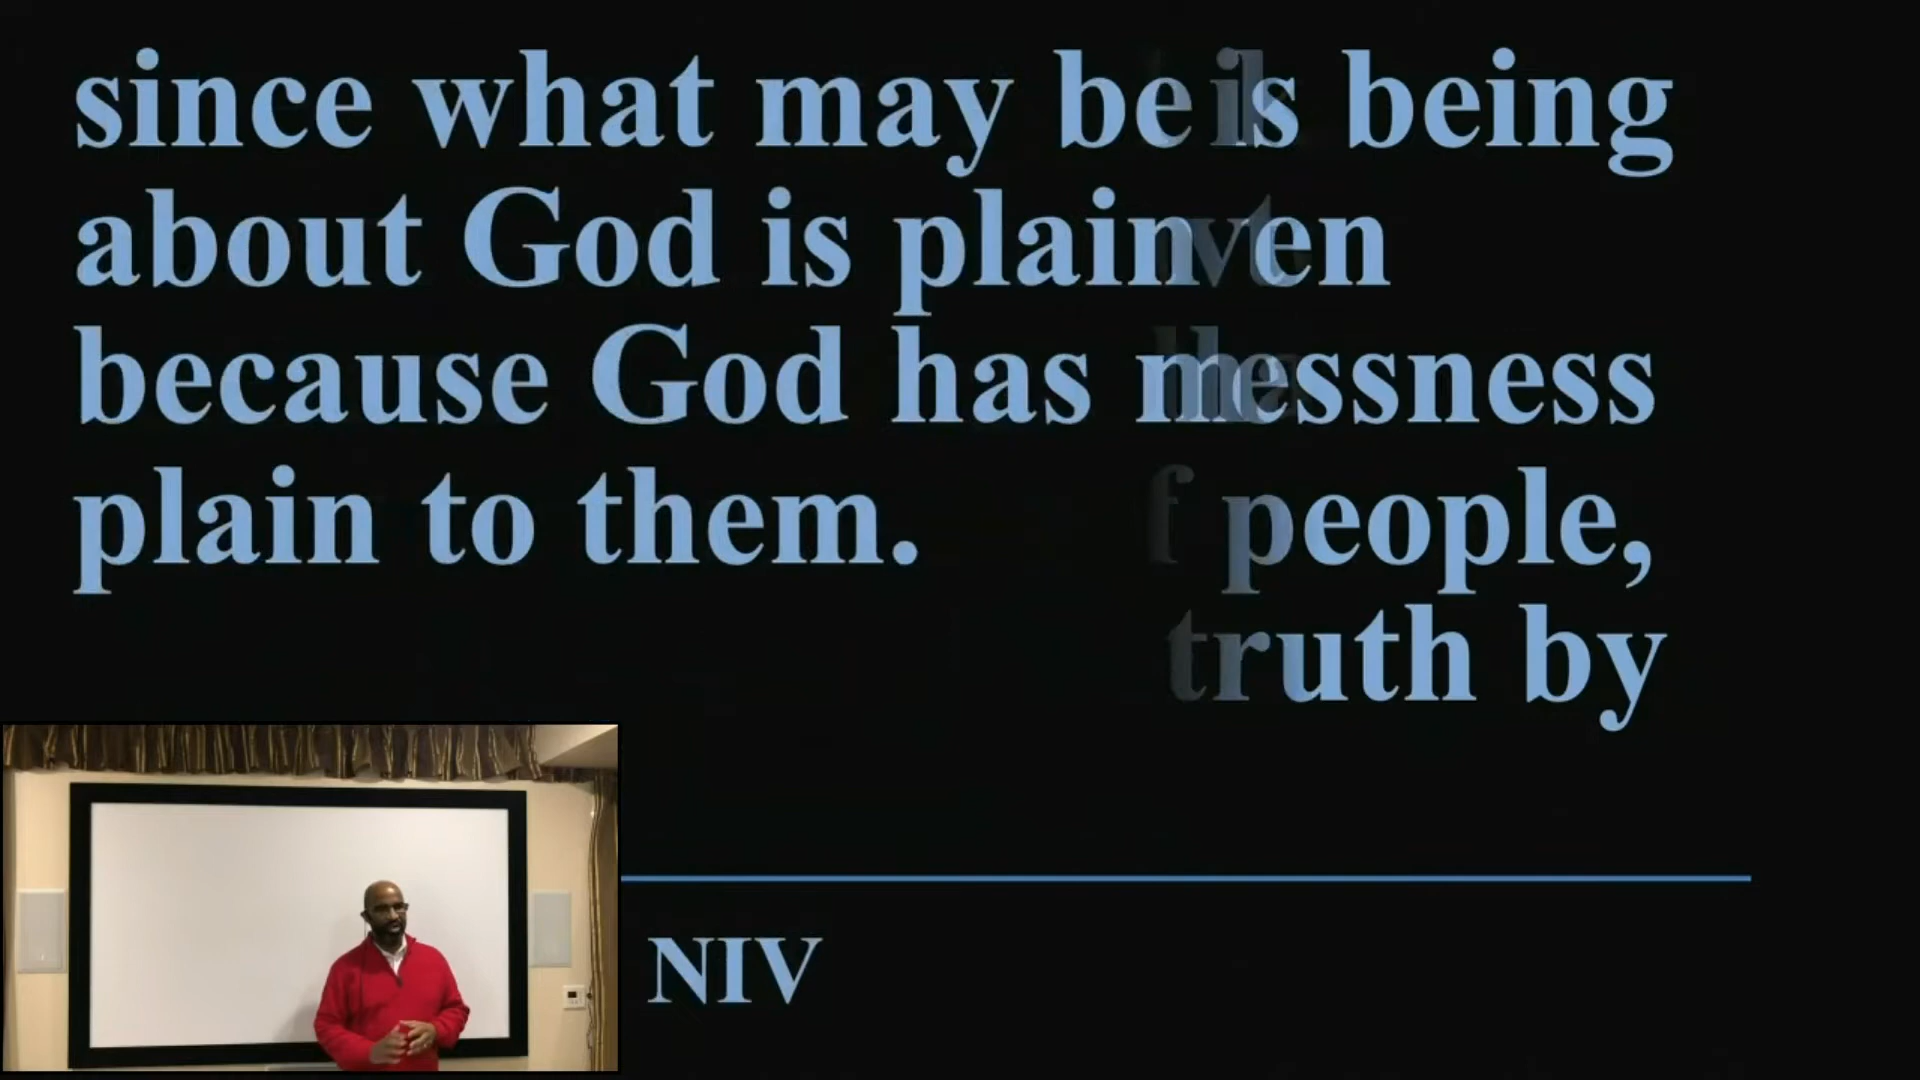 since what may be is being
about God is plain en
because God has m essness
plain to them. people,
truth by
NIV